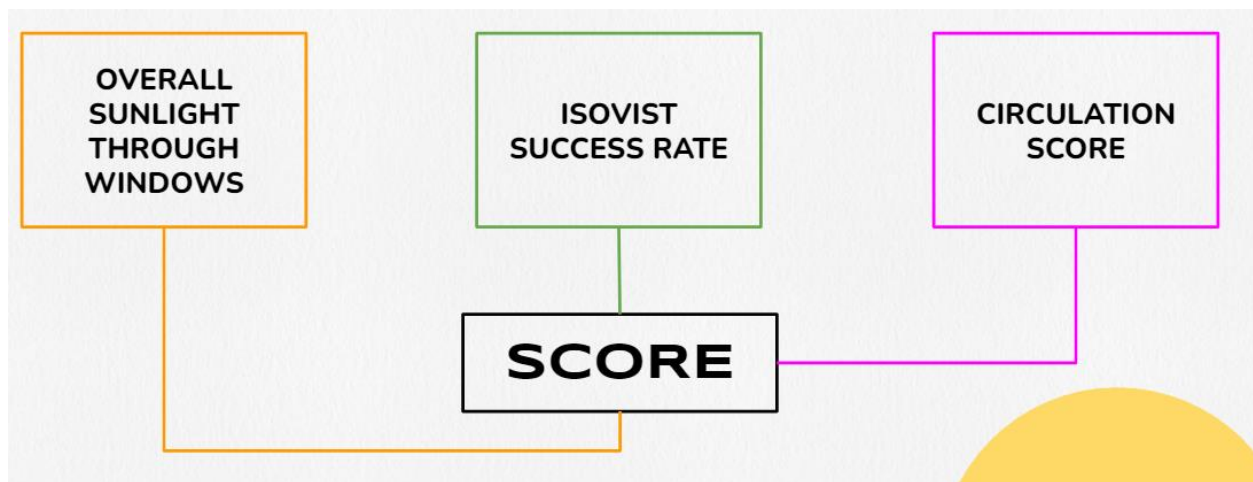 OVERALL
SUNLIGHT
THROUGH
WINDOWS
ISOVIST
SUCCESS RATE
CIRCULATION
SCORE
SCORE